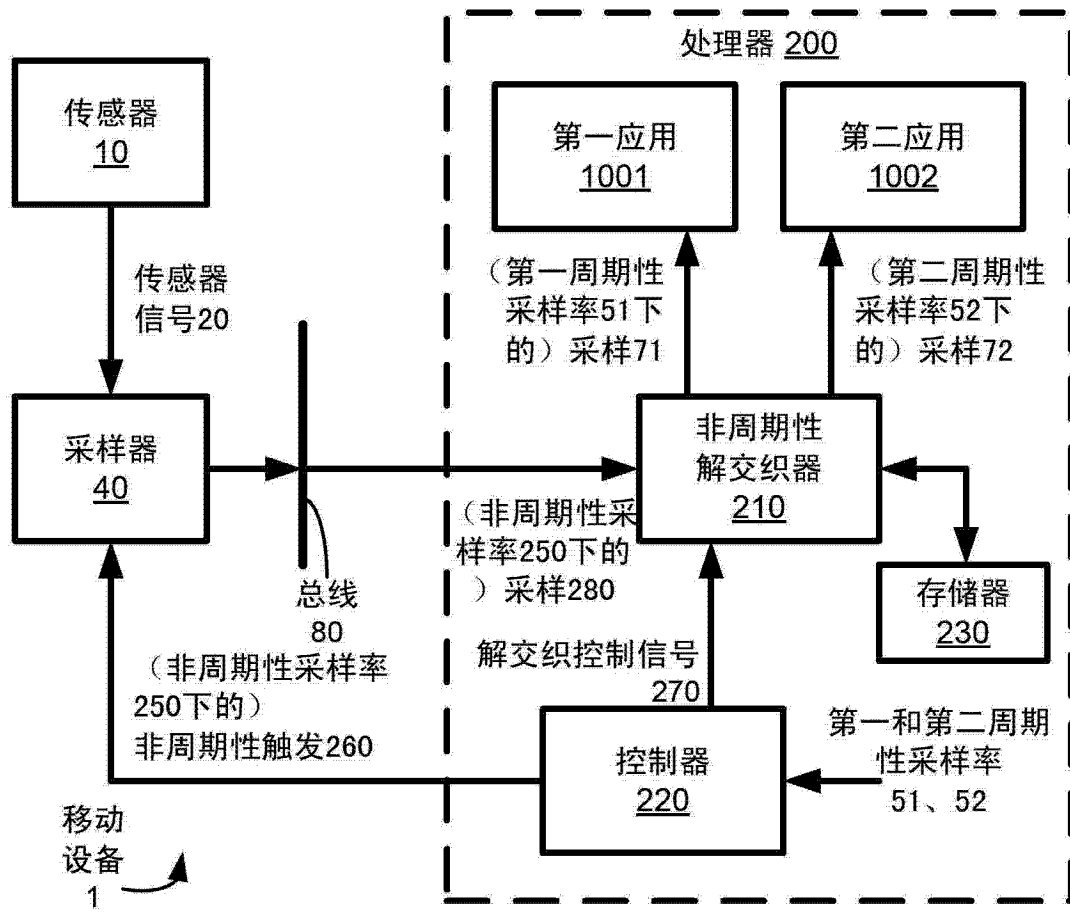 处理器 200
传感器
10
第一应用
1001
第二应用
1002
传感器
信号20
（第一周期性
采样率51下
的）采样71
（第二周期性
采样率52下
的）采样72
采样器
40
非周期性
解交织器
210
（非周期性采
样率250下的
）采样280
总线
80
存储器
230
（非周期性采样率
250下的）
非周期性触发260
解交织控制信号
270
控制器
220
第一和第二周期
性采样率
51、52
移动
设备
1